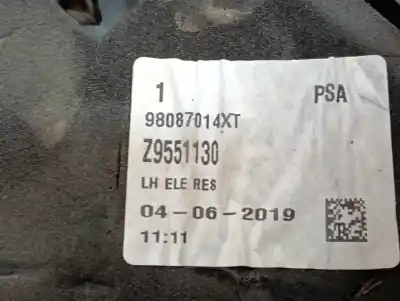 1 PSA
98087014XT
Z9551130
LH ELE RES
04-06-2019
11:11